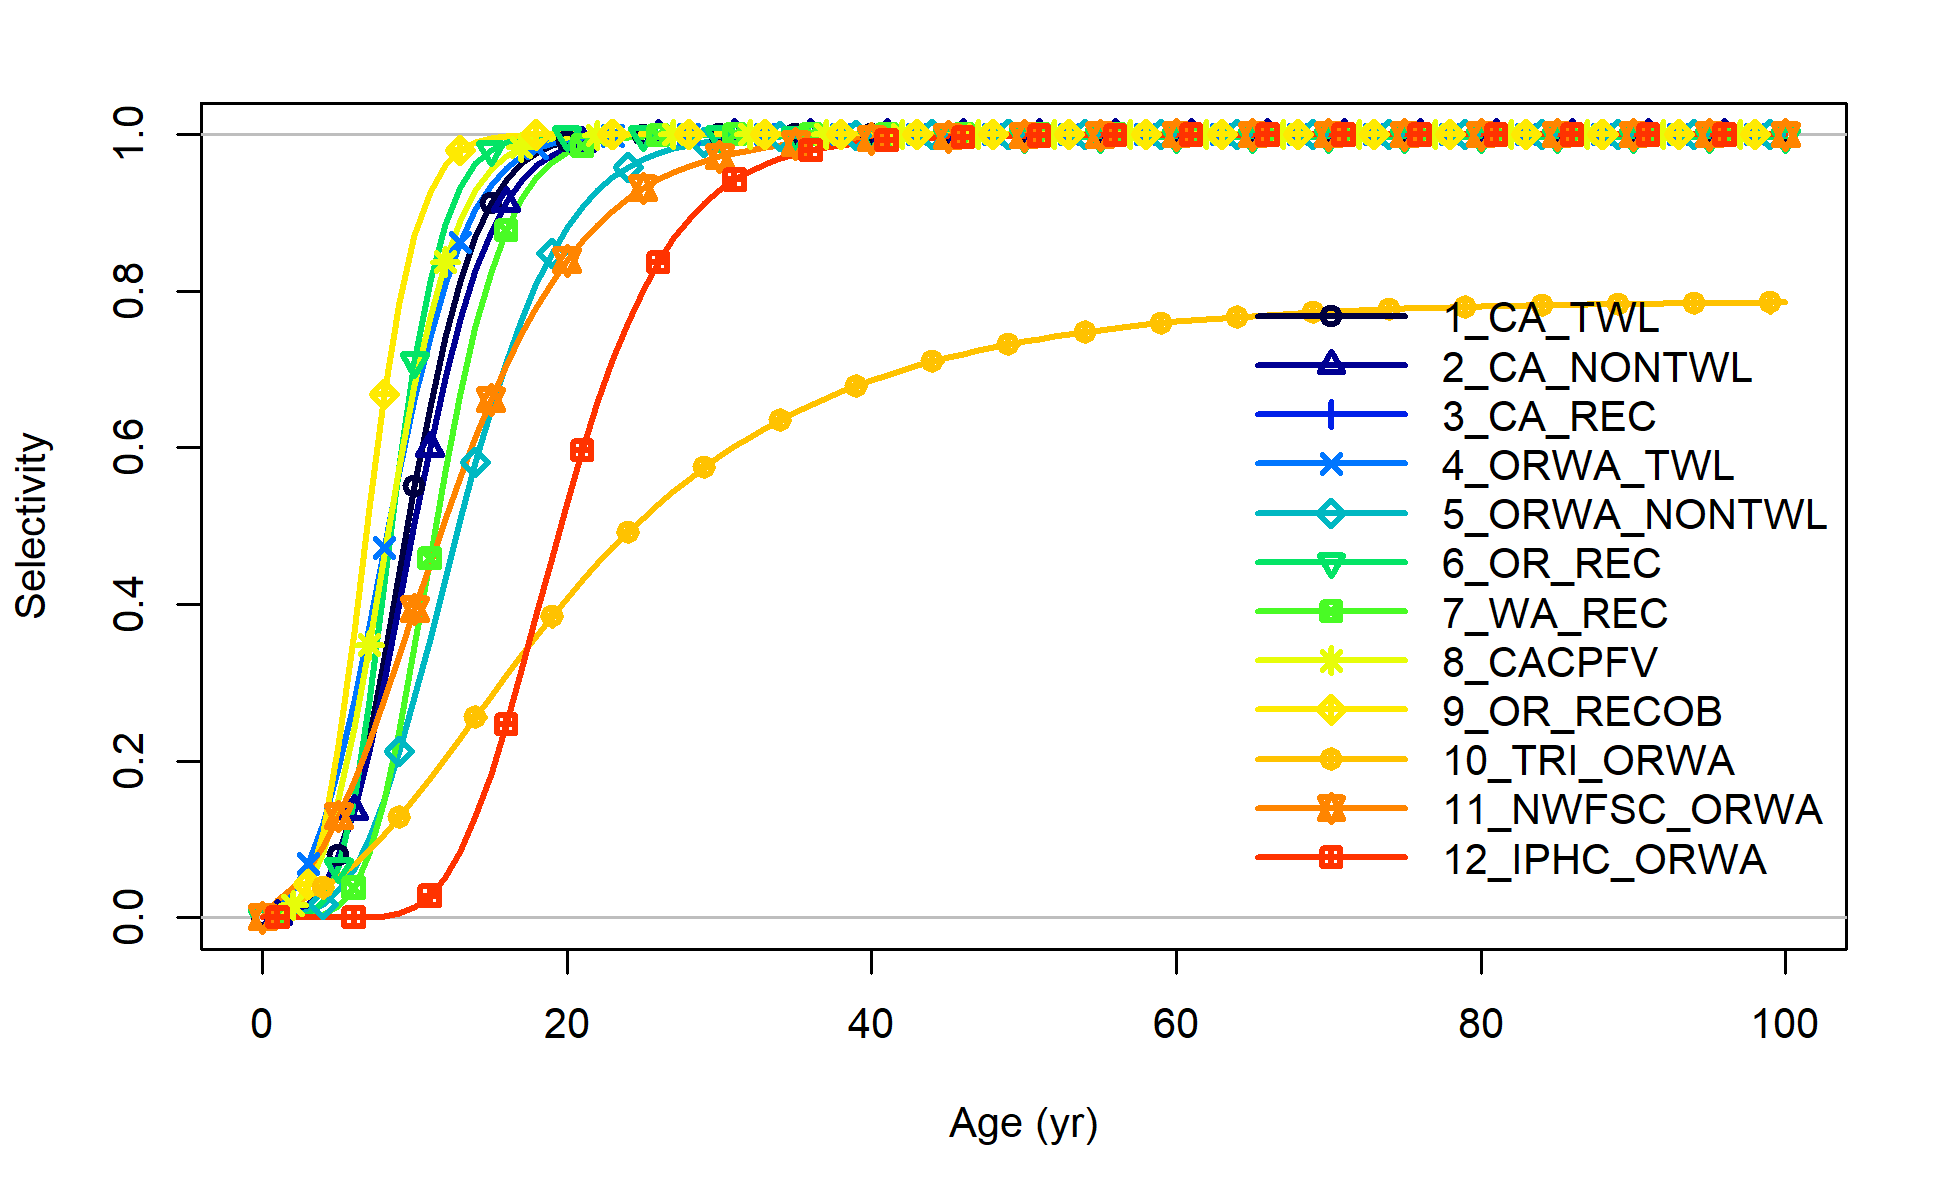 1.0
0.8
0.6
0.4
0.2
0.0
Selectivity
0 20 40 60 80 100
Age (yr)
1_CA_TWL
2_CA_NONTWL
3_CA_REC
4_ORWA_TWL
5_ORWA_NONTWL
6_OR_REC
7_WA_REC
8_CACPFV
9_OR_RECOB
10_TRI_ORWA
11_NWFSC_ORWA
12_IPHC_ORWA